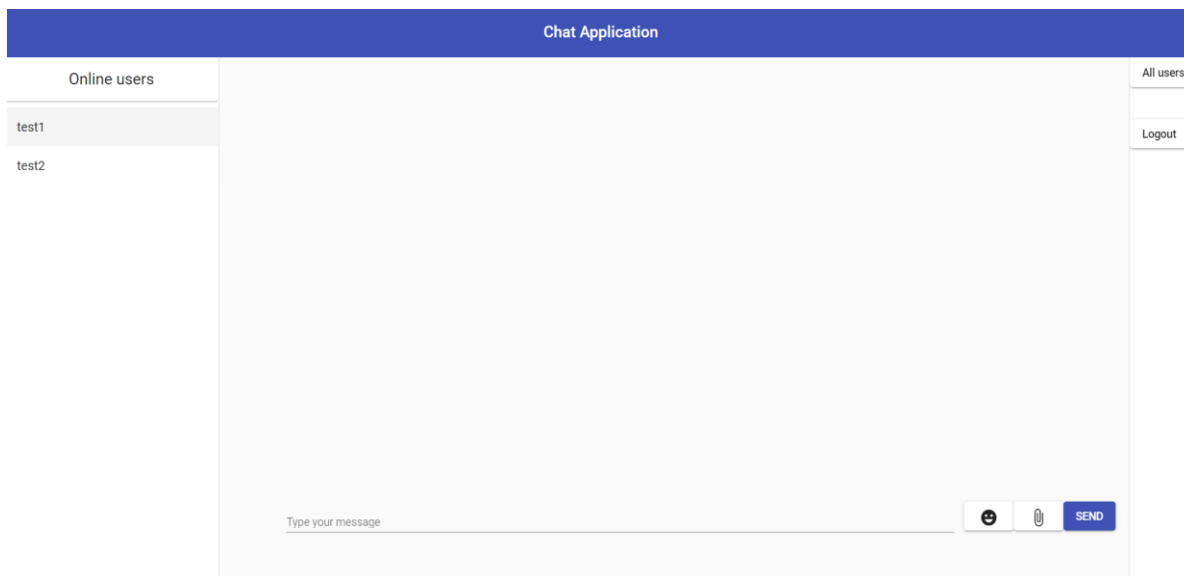 Chat Application
Online users
test1
test2
All users
Logout
Type your message
SEND